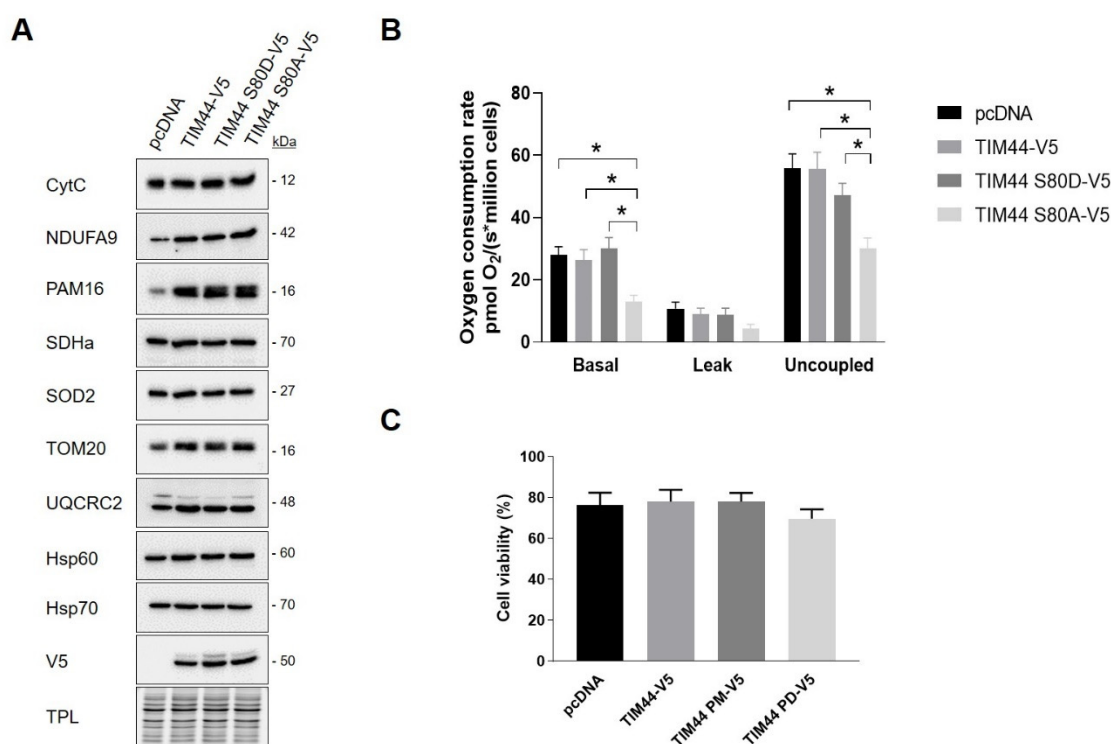 A
pcDNA
TIM44-V5
TIM44 S80D-V5
TIM44 S80A-V5
kDa
CytC - 12
NDUFA9 - 42
PAM16 - 16
SDHa - 70
SOD2 - 27
TOM20 - 16
UQCRC2 - 48
Hsp60 - 60
Hsp70 - 70
V5 - 50
TPL
B
Oxygen consumption rate
pmol O₂/(s*million cells)
80
60
40
20
0
* * * * * *
Basal Leak Uncoupled
pcDNA
TIM44-V5
TIM44 S80D-V5
TIM44 S80A-V5
C
Cell viability (%)
100
80
60
40
20
0
pcDNA
TIM44-V5
TIM44 PM-V5
TIM44 PD-V5